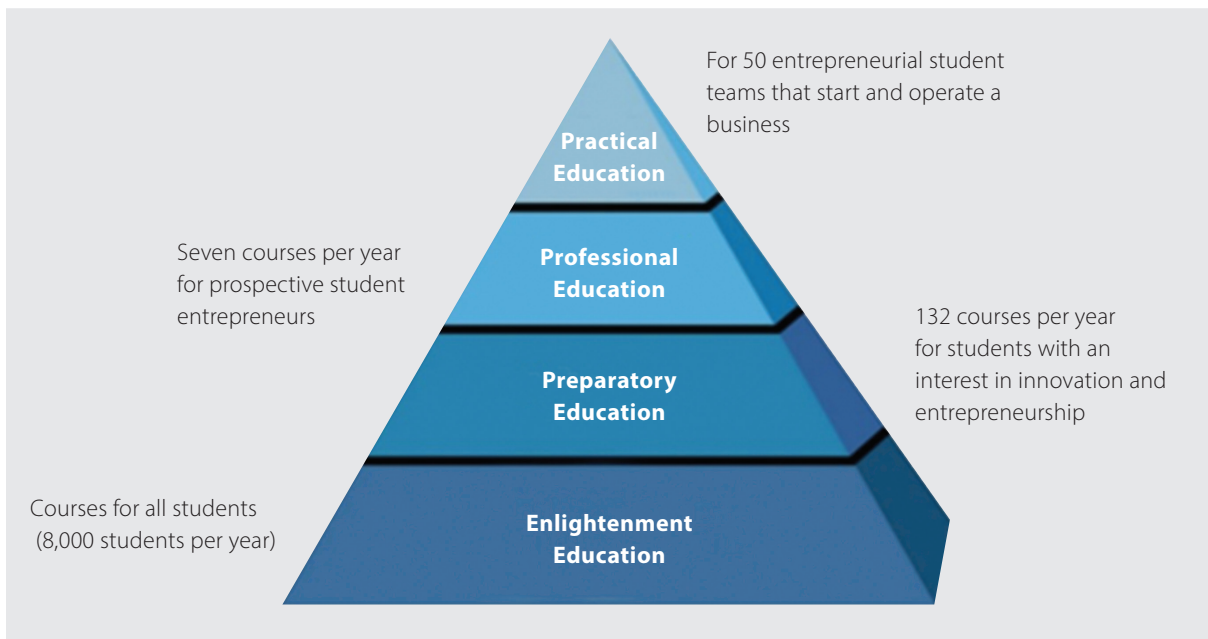 For 50 entrepreneurial student
teams that start and operate a
business
Practical
Education
Seven courses per year
for prospective student
entrepreneurs
Professional
Education
132 courses per year
for students with an
interest in innovation and
entrepreneurship
Preparatory
Education
Courses for all students
(8,000 students per year)
Enlightenment
Education